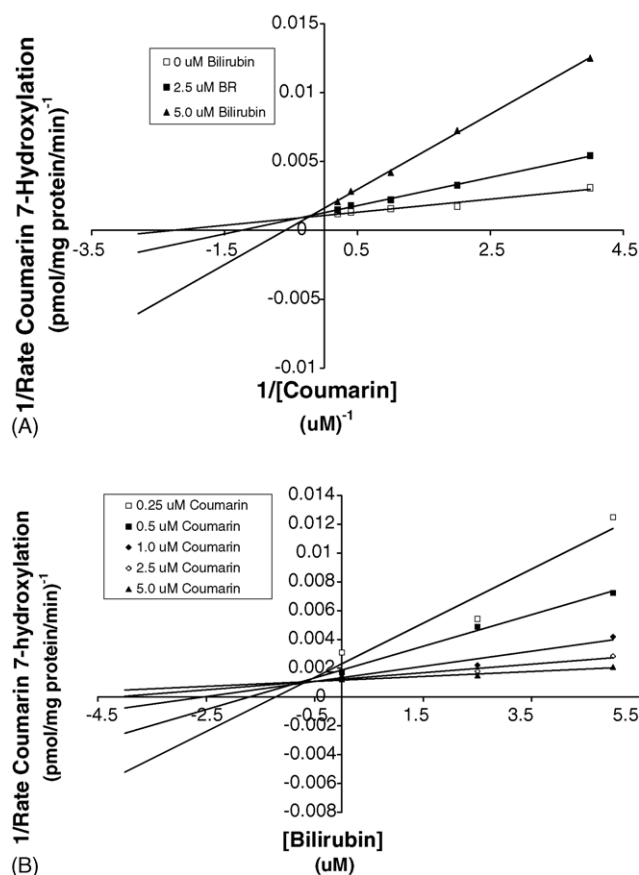 0.015
0 uM Bilirubin
2.5 uM BR
5.0 uM Bilirubin
0.01
0.005
0
-3.5
-1.5
0.5
2.5
4.5
-0.005
-0.01
1/Rate Coumarin 7-Hydroxylation
(pmol/mg protein/min)-1
1/[Coumarin]
(uM)-1
(A)
0.25 uM Coumarin
0.5 uM Coumarin
1.0 uM Coumarin
2.5 uM Coumarin
5.0 uM Coumarin
0.014
0.012
0.01
0.008
0.006
0.004
0.002
0
-4.5
-2.5
-0.5
1.5
3.5
5.5
-0.002
-0.004
-0.006
-0.008
1/Rate Coumarin 7-hydroxylation
(pmol/mg protein/min)-1
[Bilirubin]
(uM)
(B)